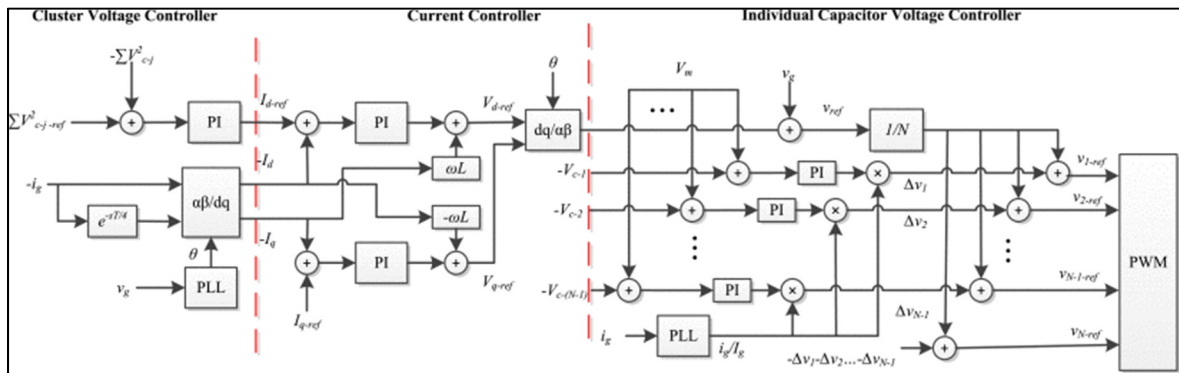 Cluster Voltage Controller
Current Controller
Individual Capacitor Voltage Controller
-∑V²c-j
∑V²c-j-ref
PI
Id-ref
PI
Vd-ref
θ
dq/αβ
Vm
...
vg
vref
1/N
-ig
e-sT/4
αβ/dq
-Id
ωL
-Iq
-ωL
θ
vg
PLL
PI
Vq-ref
Iq-ref
-Vc-1
PI
Δv1
v1-ref
-Vc-2
PI
Δv2
v2-ref
-Vc-(N-1)
PI
ΔvN-1
vN-1-ref
ig
PLL
ig/Ig
-Δv1-Δv2...-ΔvN-1
vN-ref
PWM